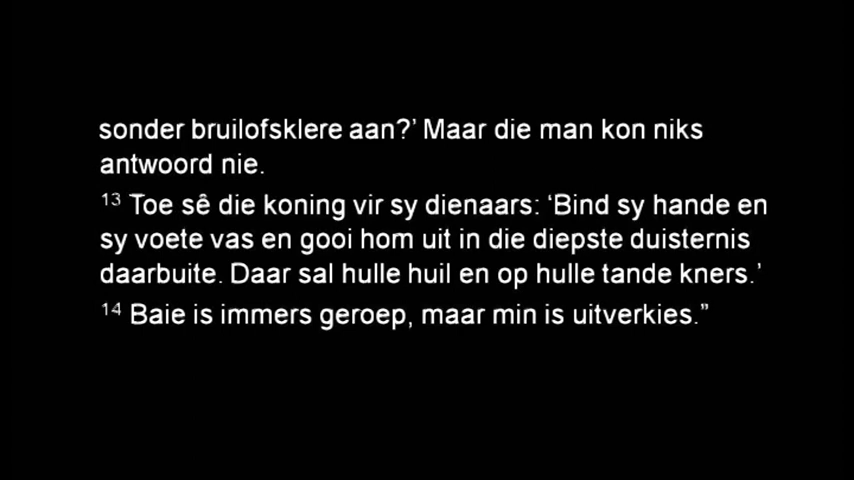 sonder bruilofsklere aan?’ Maar die man kon niks
antwoord nie.
13 Toe sê die koning vir sy dienaars: ‘Bind sy hande en
sy voete vas en gooi hom uit in die diepste duisternis
daarbuite. Daar sal hulle huil en op hulle tande kners.’
14 Baie is immers geroep, maar min is uitverkies.”